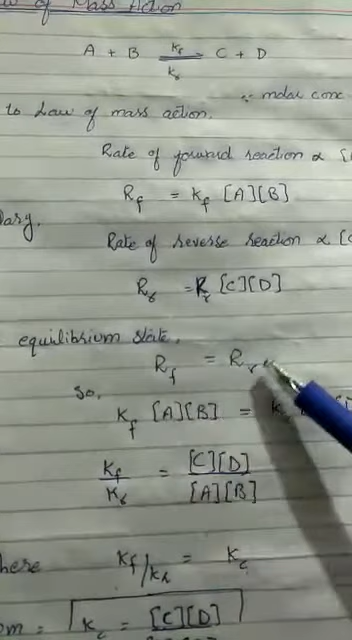 of Mass Action
A + B ⇌ C + D
Kf
Kr
∵ molar conc
to Law of mass action.
Rate of forward reaction ∝ [
Rf = Kf [A][B]
Rate of reverse reaction ∝ [C
Rr = Kr [C][D]
equilibrium state,
Rf = Rr
So,
Kf [A][B] = K
Kf/Kr = [C][D]/[A][B]
here Kf/Kr = Kc
Kc = [C][D]